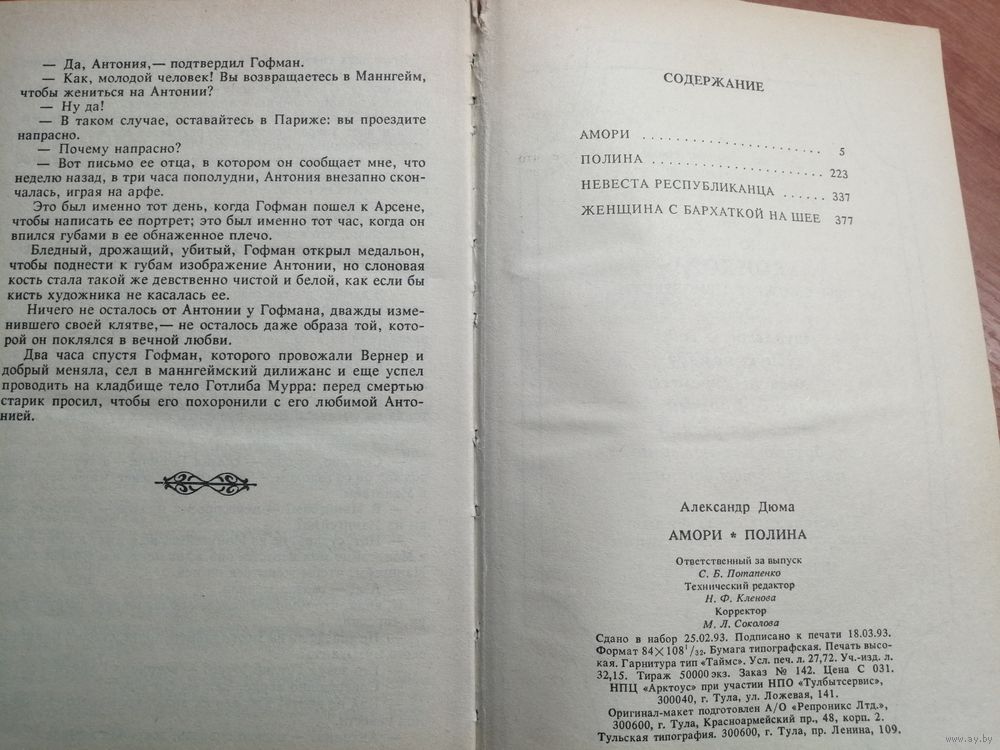 — Да, Антония,— подтвердил Гофман.
— Как, молодой человек! Вы возвращаетесь в Маннгейм,
чтобы жениться на Антонии?
— Ну да!
— В таком случае, оставайтесь в Париже: вы проездите
напрасно.
— Почему напрасно?
— Вот письмо ее отца, в котором он сообщает мне, что
неделю назад, в три часа пополудни, Антония внезапно скон-
чалась, играя на арфе.
Это был именно тот день, когда Гофман пошел к Арсене,
чтобы написать ее портрет; это был именно тот час, когда он
впился губами в ее обнаженное плечо.
Бледный, дрожащий, убитый, Гофман открыл медальон,
чтобы поднести к губам изображение Антонии, но слоновая
кость стала такой же девственно чистой и белой, как если бы
кисть художника не касалась ее.
Ничего не осталось от Антонии у Гофмана, дважды изме-
нившего своей клятве,— не осталось даже образа той, кото-
рой он поклялся в вечной любви.
Два часа спустя Гофман, которого провожали Вернер и
добрый меняла, сел в маннгеймский дилижанс и еще успел
проводить на кладбище тело Готлиба Мурра: перед смертью
старик просил, чтобы его похоронили с его любимой Анто-
нией.
СОДЕРЖАНИЕ
АМОРИ . . . . . . . . . . . . . . . . . . . . . . 5
ПОЛИНА . . . . . . . . . . . . . . . . . . . . . 223
НЕВЕСТА РЕСПУБЛИКАНЦА . . . . . . 337
ЖЕНЩИНА С БАРХАТКОЙ НА ШЕЕ 377
Александр Дюма
АМОРИ * ПОЛИНА
Ответственный за выпуск
С. Б. Потапенко
Технический редактор
Н. Ф. Кленова
Корректор
М. Л. Соколова
Сдано в набор 25.02.93. Подписано к печати 18.03.93.
Формат 84×108 1/32. Бумага типографская. Печать высо-
кая. Гарнитура тип «Таймс». Усл. печ. л. 27,72. Уч.-изд. л.
32,15. Тираж 50000 экз. Заказ № 142. Цена С 031.
НПЦ «Арктоус» при участии НПО «Тулбытсервис»,
300040, г. Тула, ул. Ложевая, 141.
Оригинал-макет подготовлен А/О «Репроникс Лтд.»,
300600, г. Тула, Красноармейский пр., 48, корп. 2.
Тульская типография. 300600, г. Тула, пр. Ленина, 109.
www.ay.by